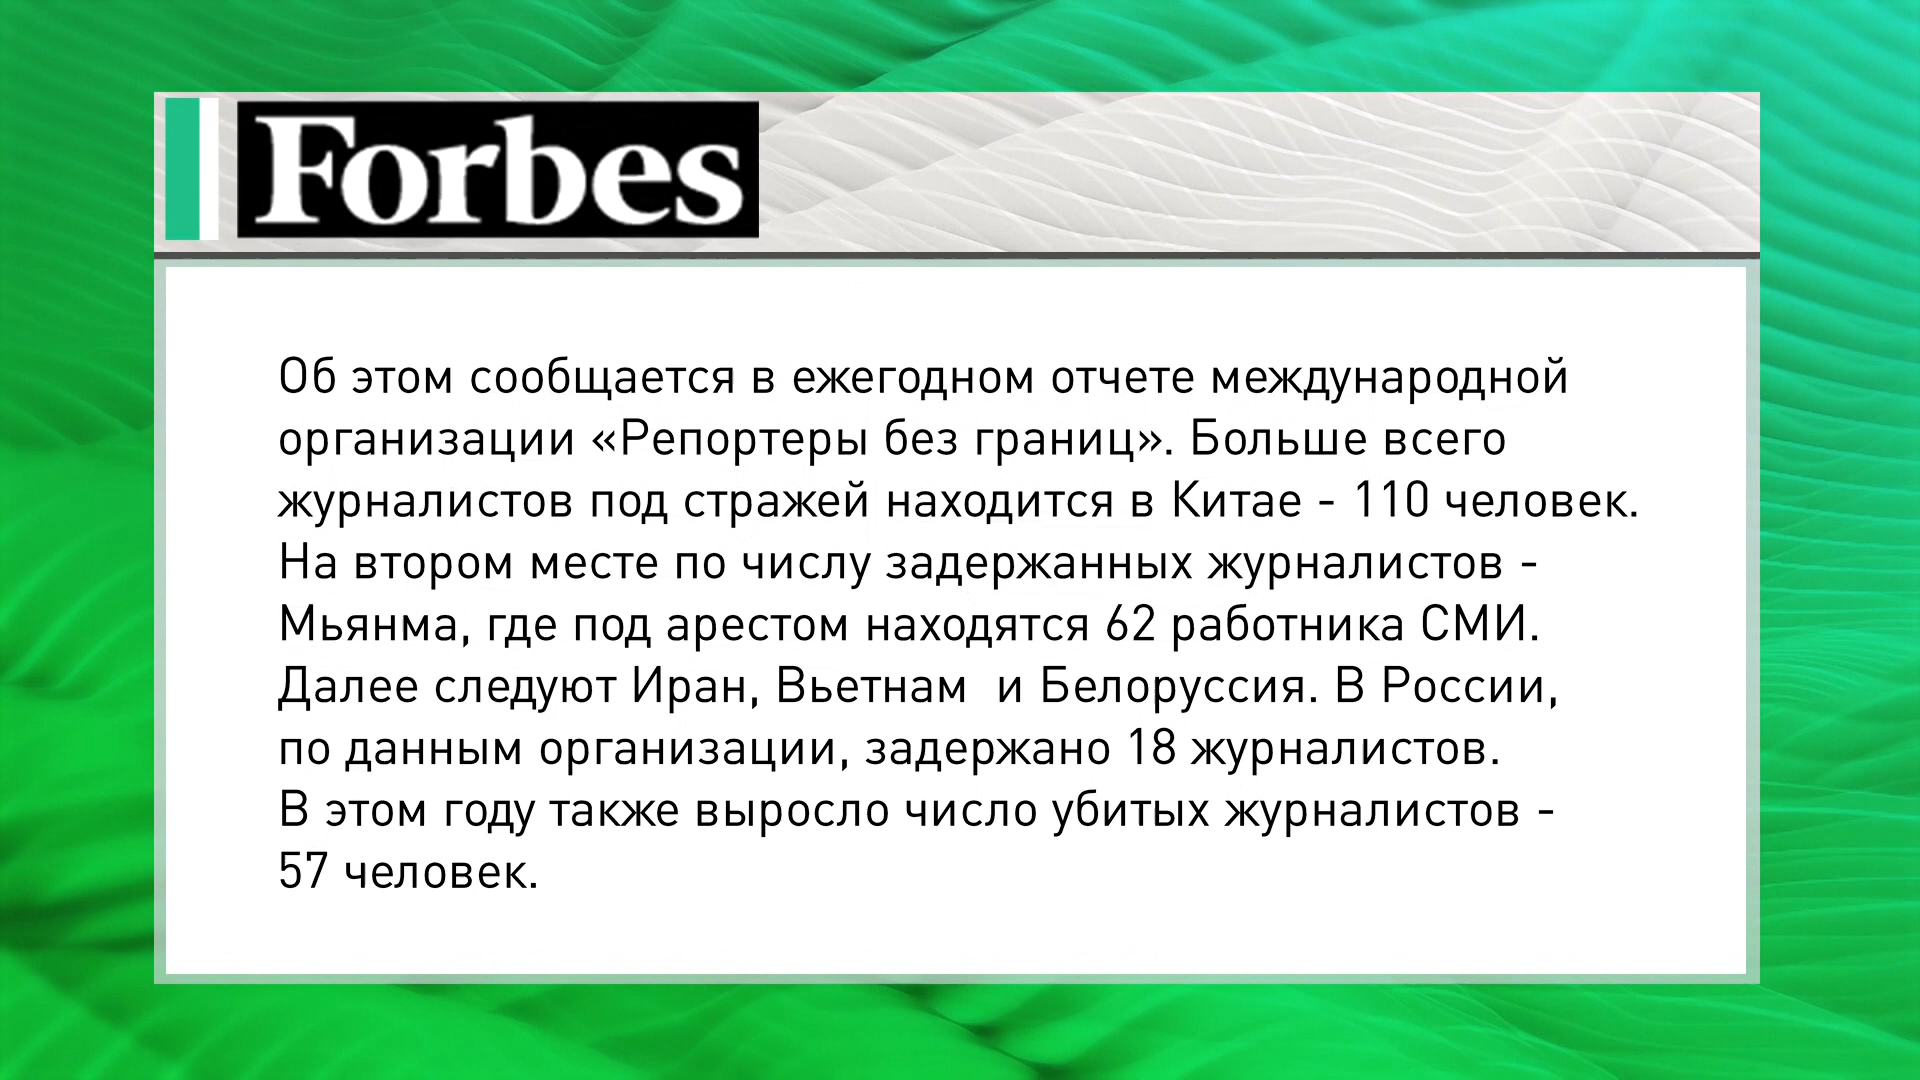 Forbes
Об этом сообщается в ежегодном отчете международной
организации «Репортеры без границ». Больше всего
журналистов под стражей находится в Китае - 110 человек.
На втором месте по числу задержанных журналистов -
Мьянма, где под арестом находятся 62 работника СМИ.
Далее следуют Иран, Вьетнам  и Белоруссия. В России,
по данным организации, задержано 18 журналистов.
В этом году также выросло число убитых журналистов -
57 человек.